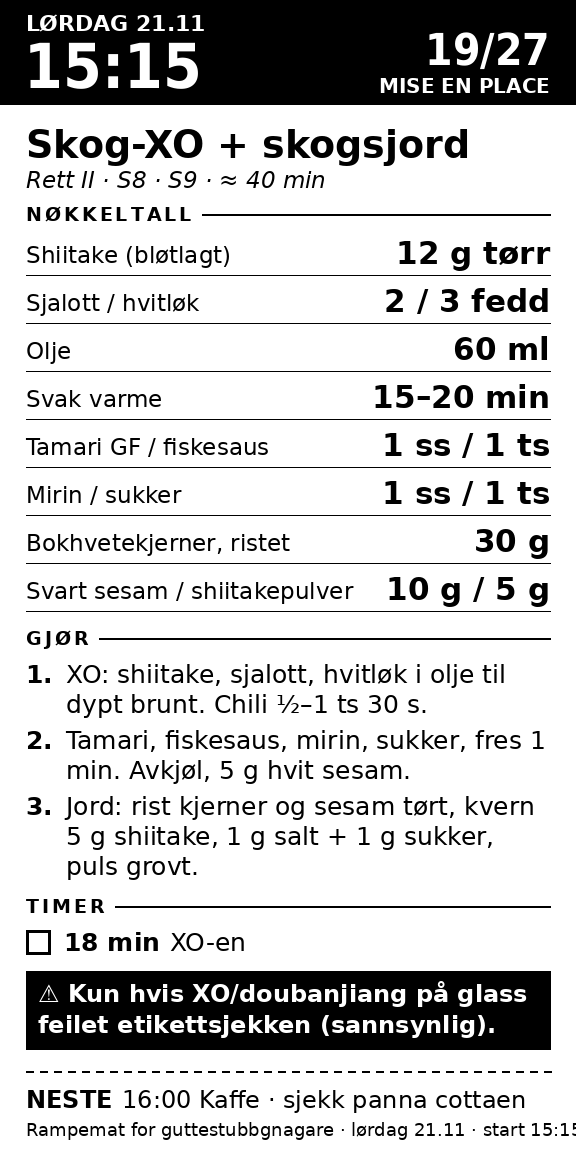 LØRDAG 21.11
15:15
19/27
MISE EN PLACE
Skog-XO + skogsjord
Rett II · S8 · S9 · ≈ 40 min
NØKKELTALL
Shiitake (bløtlagt) 12 g tørr
Sjalott / hvitløk 2 / 3 fedd
Olje 60 ml
Svak varme 15–20 min
Tamari GF / fiskesaus 1 ss / 1 ts
Mirin / sukker 1 ss / 1 ts
Bokhvetekjerner, ristet 30 g
Svart sesam / shiitakepulver 10 g / 5 g
GJØR
1. XO: shiitake, sjalott, hvitløk i olje til
dypt brunt. Chili ½–1 ts 30 s.
2. Tamari, fiskesaus, mirin, sukker, fres 1
min. Avkjøl, 5 g hvit sesam.
3. Jord: rist kjerner og sesam tørt, kvern
5 g shiitake, 1 g salt + 1 g sukker,
puls grovt.
TIMER
☐ 18 min XO-en
⚠ Kun hvis XO/doubanjiang på glass
feilet etikettsjekken (sannsynlig).
NESTE 16:00 Kaffe · sjekk panna cottaen
Rampemat for guttestubbgnagare · lørdag 21.11 · start 15:15